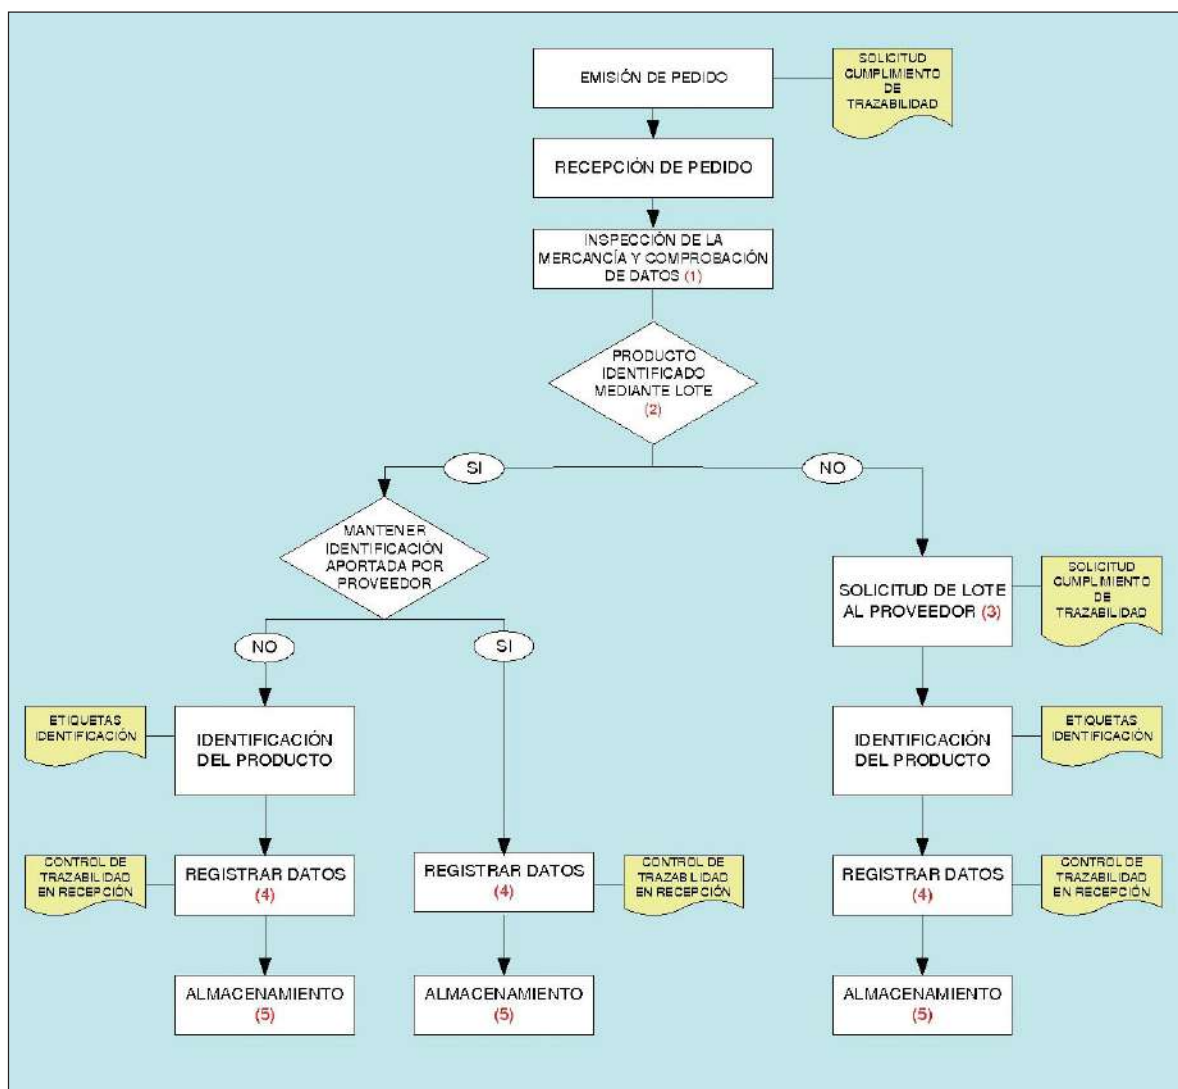 EMISIÓN DE PEDIDO
SOLICITUD
CUMPLIMIENTO
DE
TRAZABILIDAD
RECEPCIÓN DE PEDIDO
INSPECCIÓN DE LA
MERCANCÍA Y COMPROBACIÓN
DE DATOS (1)
PRODUCTO
IDENTIFICADO
MEDIANTE LOTE
(2)
SI
NO
MANTENER
IDENTIFICACIÓN
APORTADA POR
PROVEEDOR
SOLICITUD DE LOTE
AL PROVEEDOR (3)
SOLICITUD
CUMPLIMIENTO
DE
TRAZABILIDAD
NO
SI
ETIQUETAS
IDENTIFICACIÓN
IDENTIFICACIÓN
DEL PRODUCTO
IDENTIFICACIÓN
DEL PRODUCTO
ETIQUETAS
IDENTIFICACIÓN
CONTROL DE
TRAZABILIDAD
EN RECEPCIÓN
REGISTRAR DATOS
(4)
REGISTRAR DATOS
(4)
CONTROL DE
TRAZABILIDAD
EN RECEPCIÓN
REGISTRAR DATOS
(4)
CONTROL DE
TRAZABILIDAD
EN RECEPCIÓN
ALMACENAMIENTO
(5)
ALMACENAMIENTO
(5)
ALMACENAMIENTO
(5)